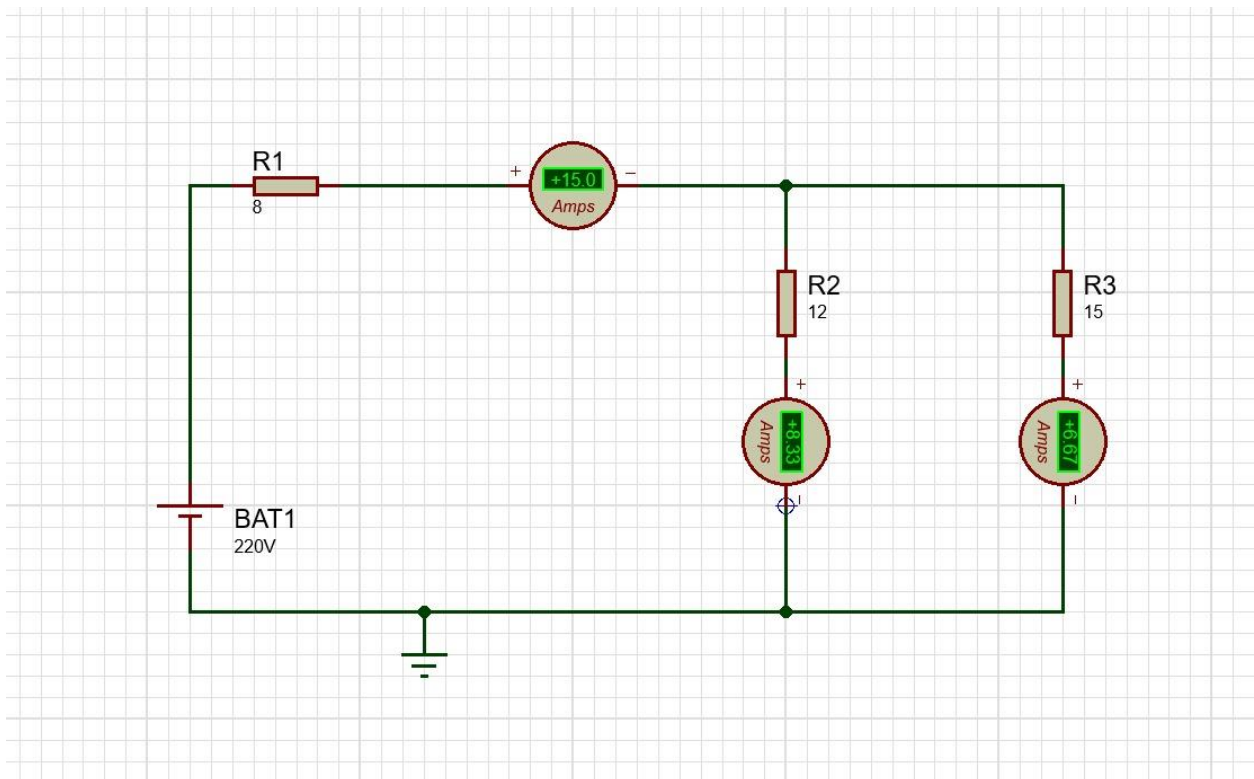 R1
8
+
+15.0
−
Amps
R2
12
R3
15
+
+8.33
Amps
−
+
+6.67
Amps
−
BAT1
220V